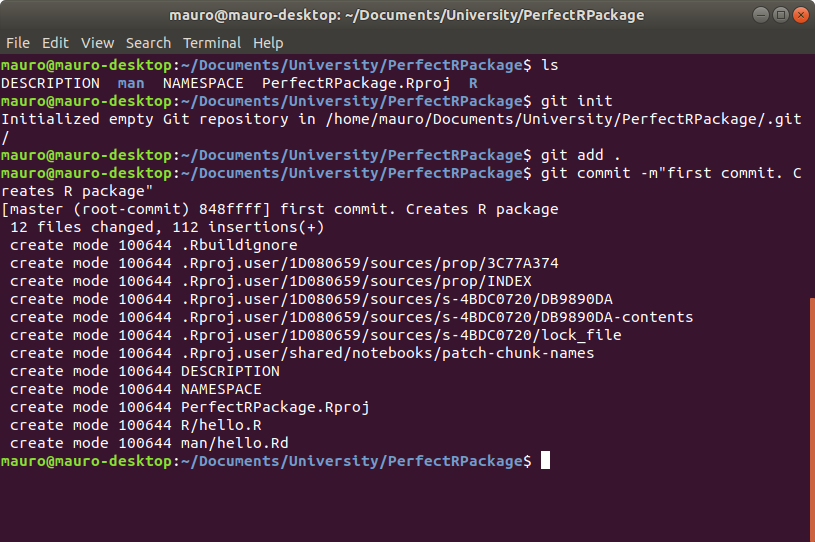 mauro@mauro-desktop: ~/Documents/University/PerfectRPackage
File Edit View Search Terminal Help
mauro@mauro-desktop:~/Documents/University/PerfectRPackage$ ls
DESCRIPTION  man  NAMESPACE  PerfectRPackage.Rproj  R
mauro@mauro-desktop:~/Documents/University/PerfectRPackage$ git init
Initialized empty Git repository in /home/mauro/Documents/University/PerfectRPackage/.git
/
mauro@mauro-desktop:~/Documents/University/PerfectRPackage$ git add .
mauro@mauro-desktop:~/Documents/University/PerfectRPackage$ git commit -m"first commit. C
reates R package"
[master (root-commit) 848ffff] first commit. Creates R package
 12 files changed, 112 insertions(+)
 create mode 100644 .Rbuildignore
 create mode 100644 .Rproj.user/1D080659/sources/prop/3C77A374
 create mode 100644 .Rproj.user/1D080659/sources/prop/INDEX
 create mode 100644 .Rproj.user/1D080659/sources/s-4BDC0720/DB9890DA
 create mode 100644 .Rproj.user/1D080659/sources/s-4BDC0720/DB9890DA-contents
 create mode 100644 .Rproj.user/1D080659/sources/s-4BDC0720/lock_file
 create mode 100644 .Rproj.user/shared/notebooks/patch-chunk-names
 create mode 100644 DESCRIPTION
 create mode 100644 NAMESPACE
 create mode 100644 PerfectRPackage.Rproj
 create mode 100644 R/hello.R
 create mode 100644 man/hello.Rd
mauro@mauro-desktop:~/Documents/University/PerfectRPackage$